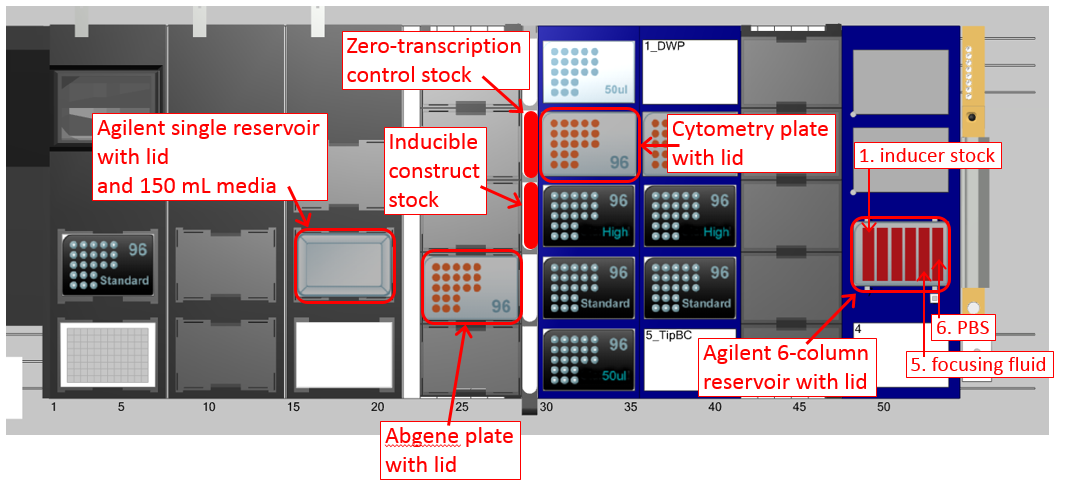 Zero-transcription
control stock
1_DWP
50ul
Agilent single reservoir
with lid
and 150 mL media
Inducible
construct
stock
96
Cytometry plate
with lid
1. inducer stock
96
High
96
High
96
Standard
96
96
Standard
96
Standard
96
50ul
5_TipBC
Agilent 6-column
reservoir with lid
4
6. PBS
5. focusing fluid
1
5
10
15
20
25
30
35
40
45
50
Abgene plate
with lid